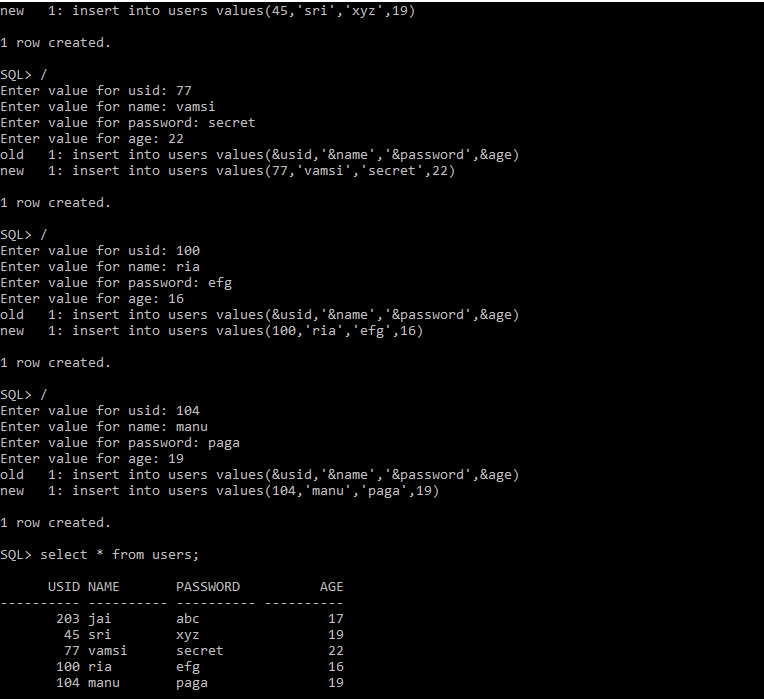 new   1: insert into users values(45,'sri','xyz',19)
1 row created.
SQL> /
Enter value for usid: 77
Enter value for name: vamsi
Enter value for password: secret
Enter value for age: 22
old   1: insert into users values(&usid,'&name','&password',&age)
new   1: insert into users values(77,'vamsi','secret',22)
1 row created.
SQL> /
Enter value for usid: 100
Enter value for name: ria
Enter value for password: efg
Enter value for age: 16
old   1: insert into users values(&usid,'&name','&password',&age)
new   1: insert into users values(100,'ria','efg',16)
1 row created.
SQL> /
Enter value for usid: 104
Enter value for name: manu
Enter value for password: paga
Enter value for age: 19
old   1: insert into users values(&usid,'&name','&password',&age)
new   1: insert into users values(104,'manu','paga',19)
1 row created.
SQL> select * from users;
      USID NAME       PASSWORD          AGE
---------- ---------- ---------- ----------
       203 jai        abc                17
        45 sri        xyz                19
        77 vamsi      secret             22
       100 ria        efg                16
       104 manu       paga               19